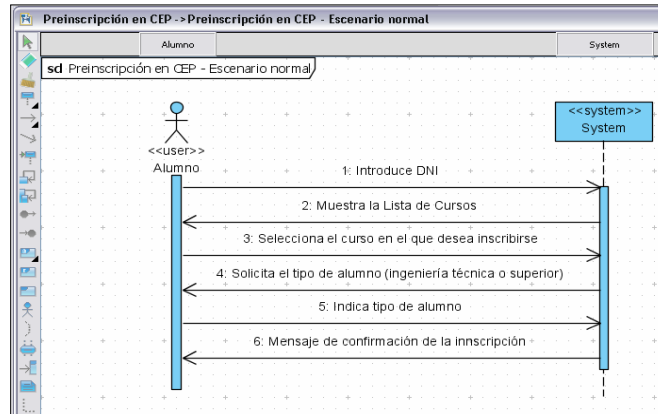 Preinscripción en CEP -> Preinscripción en CEP - Escenario normal
Alumno
System
sd Preinscripción en CEP - Escenario normal
<<system>>
System
<<user>>
Alumno
1: Introduce DNI
2: Muestra la Lista de Cursos
3: Selecciona el curso en el que desea inscribirse
4: Solicita el tipo de alumno (ingeniería técnica o superior)
5: Indica tipo de alumno
6: Mensaje de confirmación de la innscripción